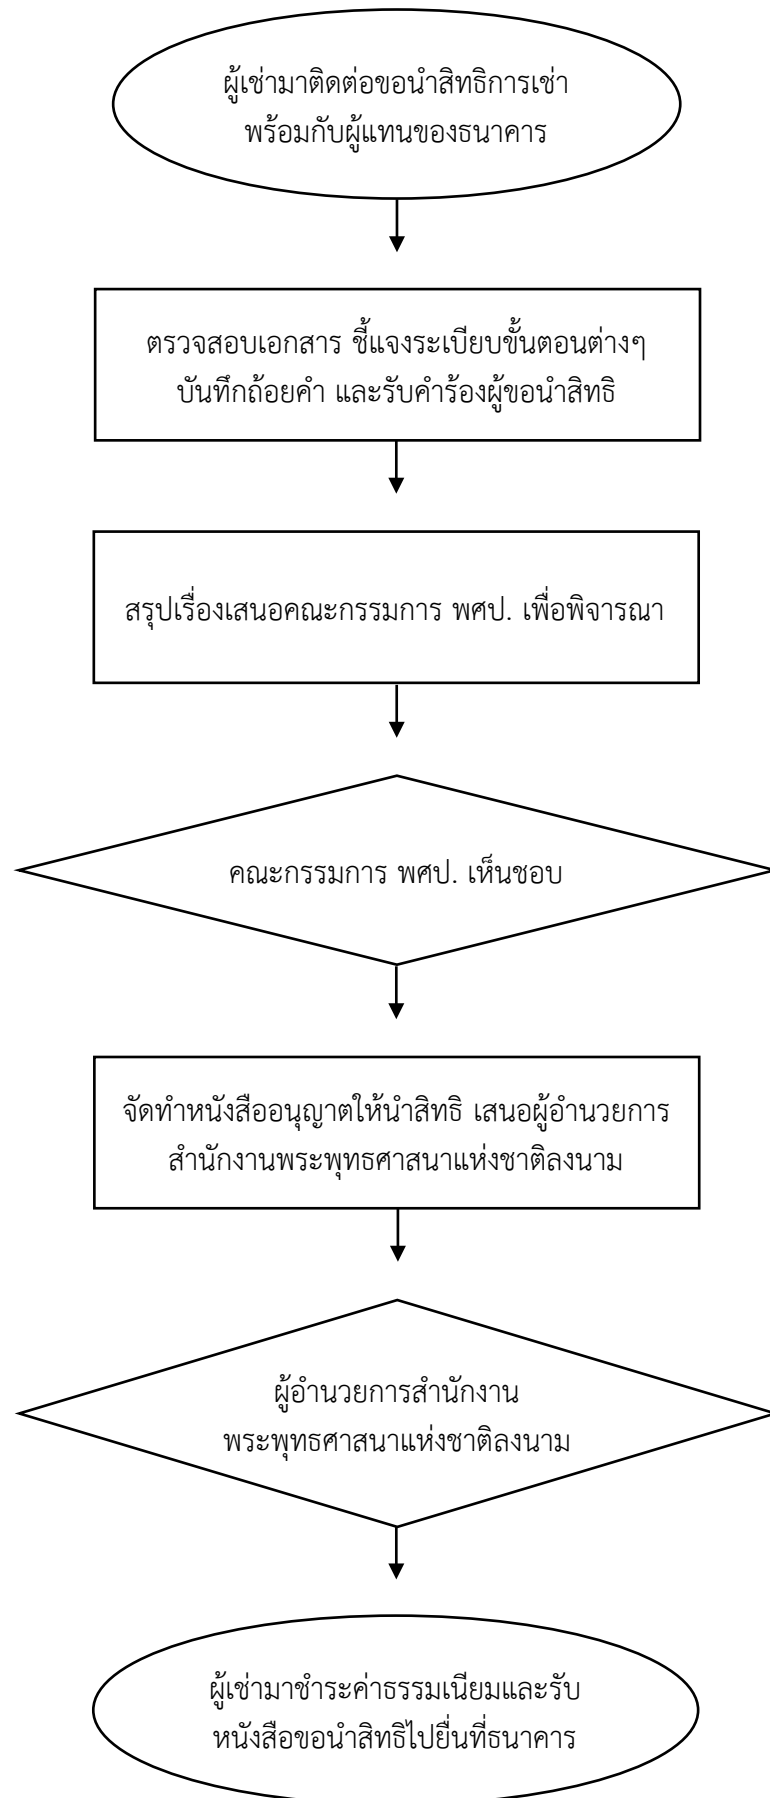 ผู้เช่ามาติดต่อขอนำสิทธิการเช่า
พร้อมกับผู้แทนของธนาคาร
ตรวจสอบเอกสาร ชี้แจงระเบียบขั้นตอนต่างๆ
บันทึกถ้อยคำ และรับคำร้องผู้ขอนำสิทธิ
สรุปเรื่องเสนอคณะกรรมการ พศป. เพื่อพิจารณา
คณะกรรมการ พศป. เห็นชอบ
จัดทำหนังสืออนุญาตให้นำสิทธิ เสนอผู้อำนวยการ
สำนักงานพระพุทธศาสนาแห่งชาติลงนาม
ผู้อำนวยการสำนักงาน
พระพุทธศาสนาแห่งชาติลงนาม
ผู้เช่ามาชำระค่าธรรมเนียมและรับ
หนังสือขอนำสิทธิไปยื่นที่ธนาคาร